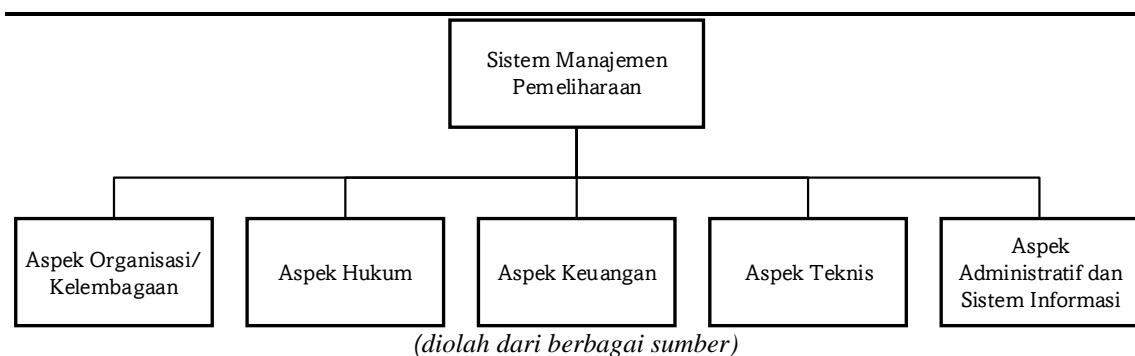 Sistem Manajemen
Pemeliharaan
Aspek Organisasi/
Kelembagaan
Aspek Hukum
Aspek Keuangan
Aspek Teknis
Aspek
Administratif dan
Sistem Informasi
(diolah dari berbagai sumber)